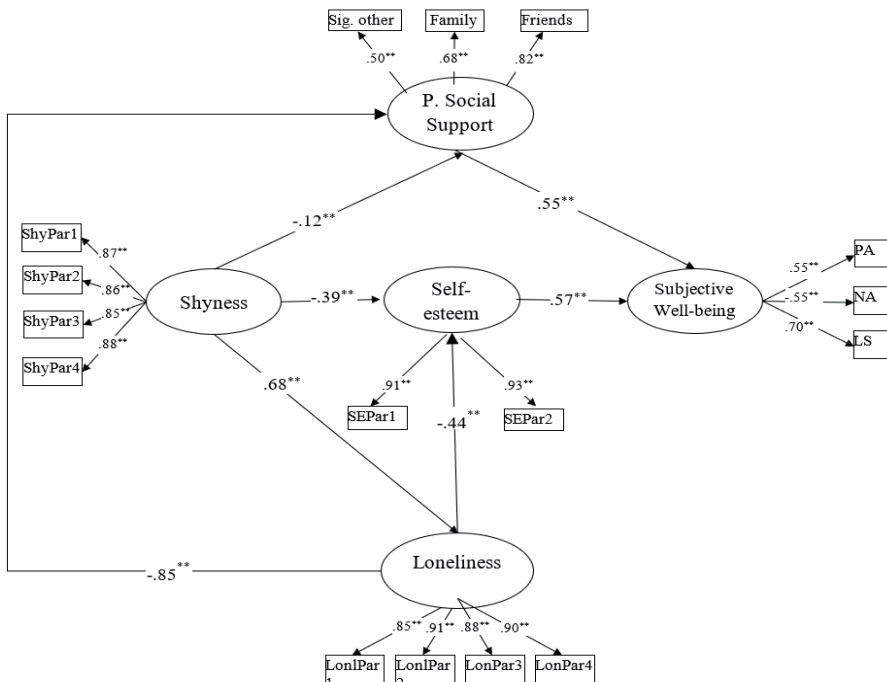 Sig. other
Family
Friends
.50**
.68**
.82**
P. Social
Support
-.12**
.55**
ShyPar1
ShyPar2
ShyPar3
ShyPar4
.87**
.86**
.85**
.88**
Shyness
-.39**
Self-
esteem
.57**
Subjective
Well-being
.55**
-.55**
.70**
PA
NA
LS
.68**
.91**
.93**
SEPar1
SEPar2
-.44**
Loneliness
-.85**
.85**
.91**
.88**
.90**
LonlPar
1
LonlPar
2
LonPar3
LonPar4